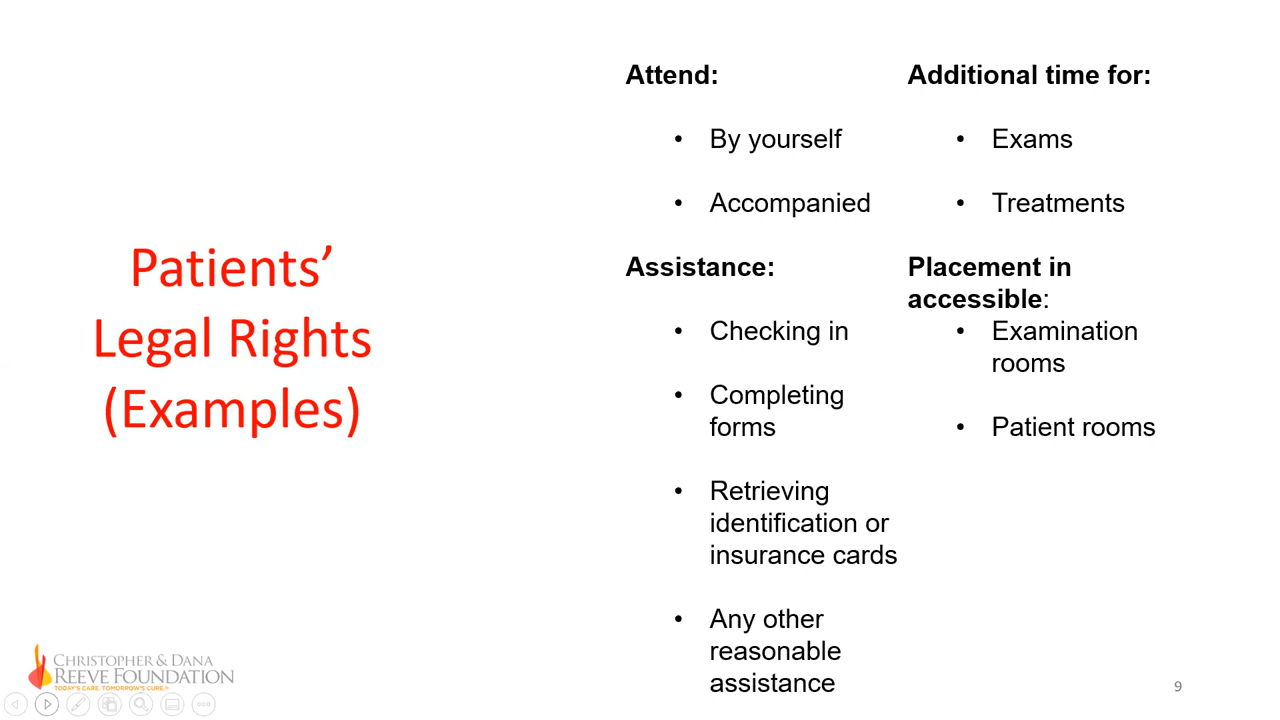 Patients’
Legal Rights
(Examples)
Attend:
• By yourself
• Accompanied
Assistance:
• Checking in
• Completing
forms
• Retrieving
identification or
insurance cards
• Any other
reasonable
assistance
Additional time for:
• Exams
• Treatments
Placement in
accessible:
• Examination
rooms
• Patient rooms
CHRISTOPHER & DANA
REEVE FOUNDATION
TODAY'S CARE. TOMORROW'S CURE.®
9